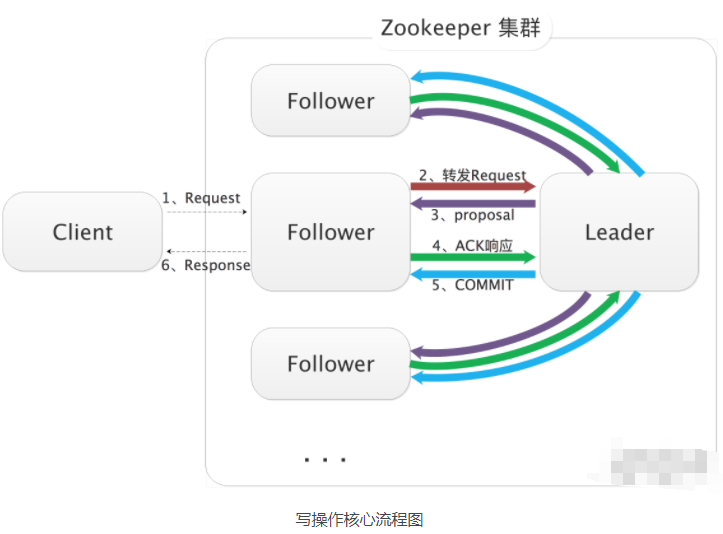 Zookeeper 集群
Follower
1、Request
Client
6、Response
Follower
2、转发Request
3、proposal
4、ACK响应
5、COMMIT
Leader
Follower
. . .
写操作核心流程图